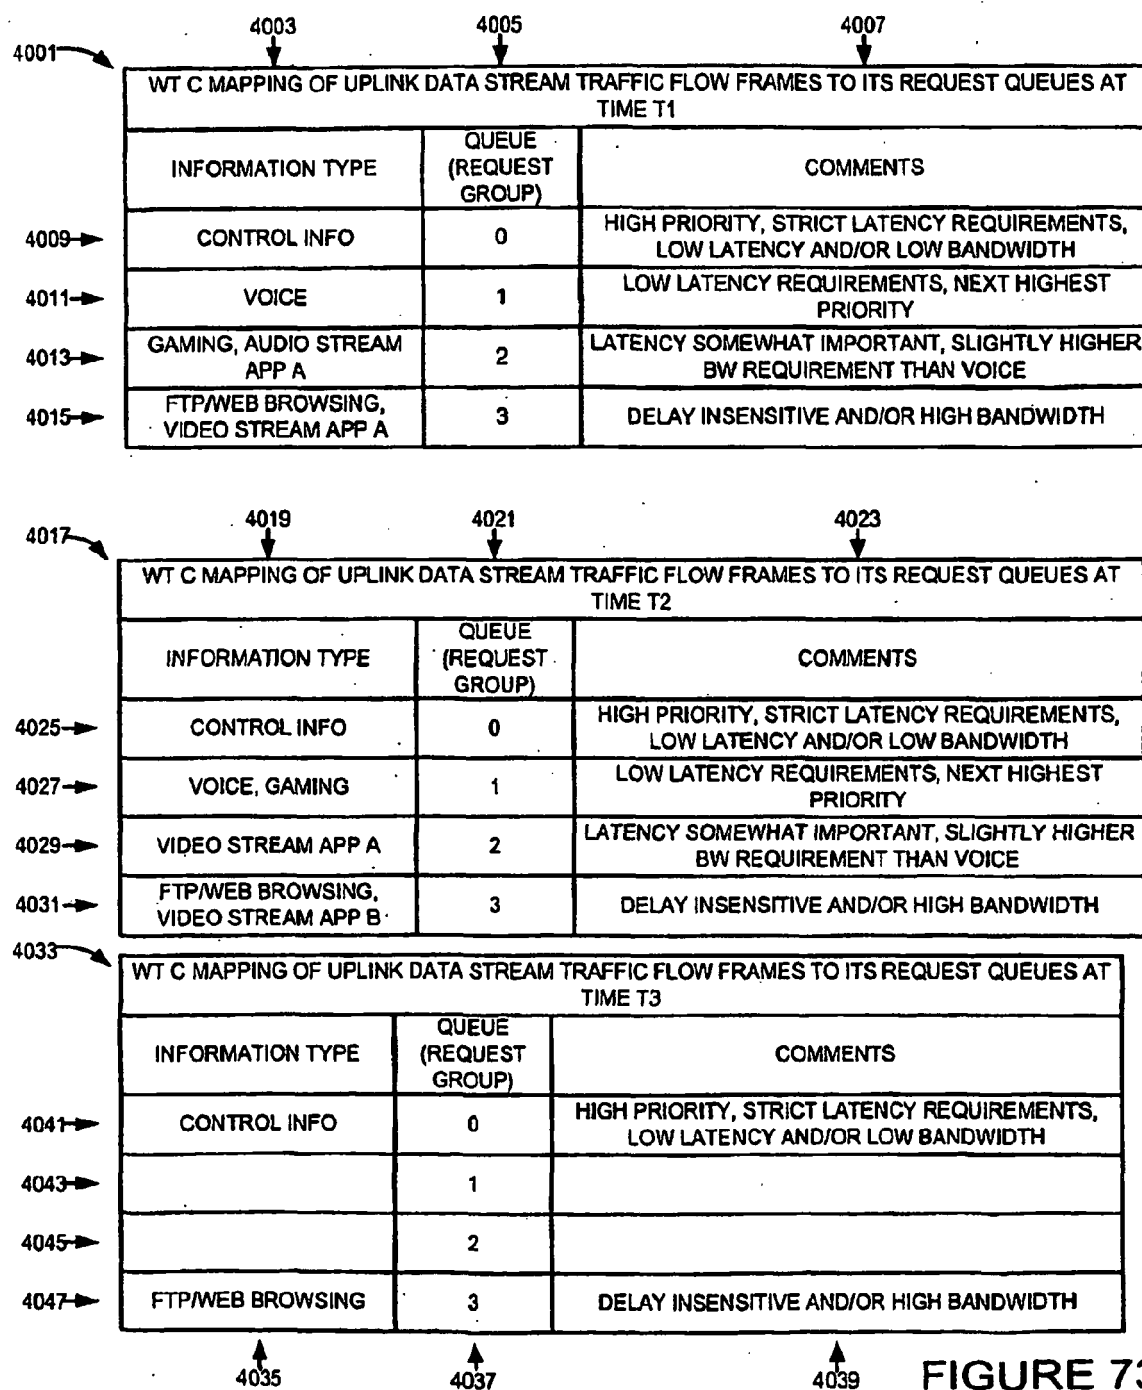 4003 4005 4007
4001
WT C MAPPING OF UPLINK DATA STREAM TRAFFIC FLOW FRAMES TO ITS REQUEST QUEUES AT
TIME T1
INFORMATION TYPE
QUEUE
(REQUEST
GROUP)
COMMENTS
4009
CONTROL INFO
0
HIGH PRIORITY, STRICT LATENCY REQUIREMENTS,
LOW LATENCY AND/OR LOW BANDWIDTH
4011
VOICE
1
LOW LATENCY REQUIREMENTS, NEXT HIGHEST
PRIORITY
4013
GAMING, AUDIO STREAM
APP A
2
LATENCY SOMEWHAT IMPORTANT, SLIGHTLY HIGHER
BW REQUIREMENT THAN VOICE
4015
FTP/WEB BROWSING,
VIDEO STREAM APP A
3
DELAY INSENSITIVE AND/OR HIGH BANDWIDTH
4019 4021 4023
4017
WT C MAPPING OF UPLINK DATA STREAM TRAFFIC FLOW FRAMES TO ITS REQUEST QUEUES AT
TIME T2
INFORMATION TYPE
QUEUE
(REQUEST
GROUP)
COMMENTS
4025
CONTROL INFO
0
HIGH PRIORITY, STRICT LATENCY REQUIREMENTS,
LOW LATENCY AND/OR LOW BANDWIDTH
4027
VOICE, GAMING
1
LOW LATENCY REQUIREMENTS, NEXT HIGHEST
PRIORITY
4029
VIDEO STREAM APP A
2
LATENCY SOMEWHAT IMPORTANT, SLIGHTLY HIGHER
BW REQUIREMENT THAN VOICE
4031
FTP/WEB BROWSING,
VIDEO STREAM APP B
3
DELAY INSENSITIVE AND/OR HIGH BANDWIDTH
4033
WT C MAPPING OF UPLINK DATA STREAM TRAFFIC FLOW FRAMES TO ITS REQUEST QUEUES AT
TIME T3
INFORMATION TYPE
QUEUE
(REQUEST
GROUP)
COMMENTS
4041
CONTROL INFO
0
HIGH PRIORITY, STRICT LATENCY REQUIREMENTS,
LOW LATENCY AND/OR LOW BANDWIDTH
4043
1
4045
2
4047
FTP/WEB BROWSING
3
DELAY INSENSITIVE AND/OR HIGH BANDWIDTH
4035 4037 4039
FIGURE 73